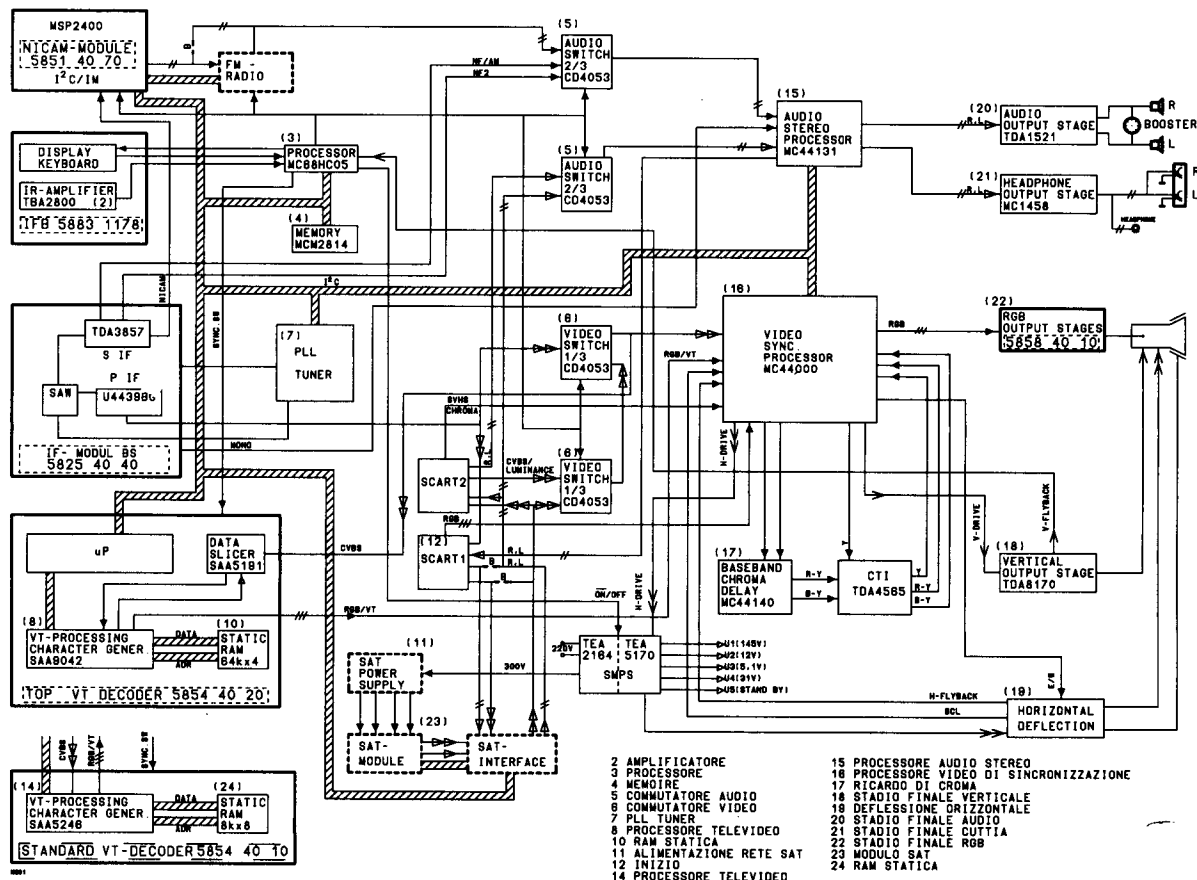 MSP2400
NICAM-MODULE
5851 40 70
I²C/IM
B
FM -
RADIO
(5)
AUDIO
SWITCH
2/3
CD4053
NF/AM
NF2
(15)
AUDIO
STEREO
PROCESSOR
MC44131
(20)
AUDIO
OUTPUT STAGE
TDA1521
R.L
R
BOOSTER
L
(21)
HEADPHONE
OUTPUT STAGE
MC1458
R.L
R
L
HEADPHONE
DISPLAY
KEYBOARD
IR-AMPLIFIER
TBA2800 (2)
IFB 5883 1178
(3)
PROCESSOR
MC68HC05
(4)
MEMORY
MCM2814
(5)
AUDIO
SWITCH
2/3
CD4053
I²C
NICAM
SYNC.SW
TDA3857
S IF
P IF
SAW
IF- MODUL BS
5825 40 40
(7)
PLL
TUNER
MONO
(6)
VIDEO
SWITCH
1/3
CD4053
RGB/VT
(16)
VIDEO
SYNC.
PROCESSOR
MC44000
RGB
(22)
RGB
OUTPUT STAGES
5858 40 10
SVHS
CHROMA
R.L
SCART2
CVBS/
LUMINANCE
(6)
VIDEO
SWITCH
1/3
CD4053
H-DRIVE
V-DRIVE
V-FLYBACK
RGB
(12)
SCART1
R.L
B
R.L
B
uP
DATA
SLICER
SAA5191
CVBS
(8)
VT-PROCESSING
CHARACTER GENER.
SAA9042
DATA
ADR
(10)
STATIC
RAM
64kx4
TOP VT DECODER 5854 40 20
RGB/VT
ON/OFF
H-DRIVE
(17)
BASEBAND
CHROMA
DELAY
MC44140
R-Y
B-Y
Y
CTI
TDA4565
Y
R-Y
B-Y
(18)
VERTICAL
OUTPUT STAGE
TDA8170
(11)
SAT
POWER
SUPPLY
300V
220V
TEA
2164
TEA
5170
SMPS
U1(145V)
U2(12V)
U3(5.1V)
U4(31V)
U5(STAND BY)
H-FLYBACK
BCL
E/W
(19)
HORIZONTAL
DEFLECTION
(23)
SAT-
MODULE
SAT-
INTERFACE
CVBS
RGB/VT
SYNC.SW
(14)
VT-PROCESSING
CHARACTER GENER.
SAA5246
DATA
ADR
(24)
STATIC
RAM
8kx8
STANDARD VT-DECODER 5854 40 10
2 AMPLIFICATORE
3 PROCESSORE
4 MEMOIRE
5 COMMUTATORE AUDIO
6 COMMUTATORE VIDEO
7 PLL TUNER
8 PROCESSORE TELEVIDEO
10 RAM STATICA
11 ALIMENTAZIONE RETE SAT
12 INIZIO
14 PROCESSORE TELEVIDEO
15 PROCESSORE AUDIO STEREO
16 PROCESSORE VIDEO DI SINCRONIZZAZIONE
17 RICARDO DI CROMA
18 STADIO FINALE VERTICALE
19 DEFLESSIONE ORIZZONTALE
20 STADIO FINALE AUDIO
21 STADIO FINALE CUTTIA
22 STADIO FINALE RGB
23 MODULO SAT
24 RAM STATICA